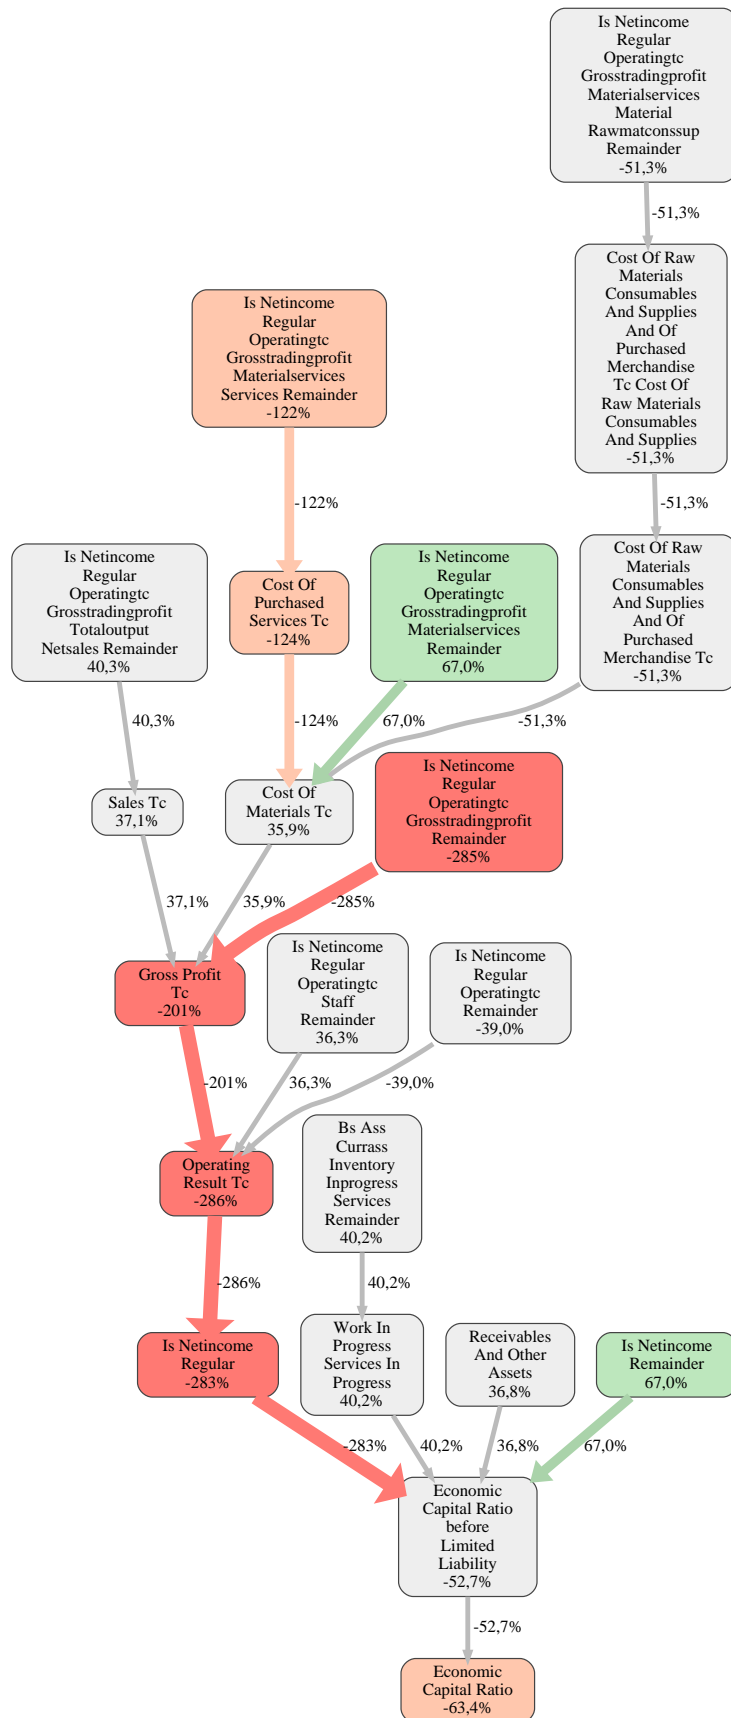 Is Netincome
Regular
Operatingtc
Grosstradingprofit
Materialservices
Material
Rawmatconssup
Remainder
-51,3%
-51,3%
Cost Of Raw
Materials
Consumables
And Supplies
And Of
Purchased
Merchandise
Tc Cost Of
Raw Materials
Consumables
And Supplies
-51,3%
Is Netincome
Regular
Operatingtc
Grosstradingprofit
Materialservices
Services Remainder
-122%
-122%
-51,3%
Is Netincome
Regular
Operatingtc
Grosstradingprofit
Totaloutput
Netsales Remainder
40,3%
Cost Of
Purchased
Services Tc
-124%
Is Netincome
Regular
Operatingtc
Grosstradingprofit
Materialservices
Remainder
67,0%
Cost Of Raw
Materials
Consumables
And Supplies
And Of
Purchased
Merchandise Tc
-51,3%
40,3%
-124%
67,0%
-51,3%
Sales Tc
37,1%
Cost Of
Materials Tc
35,9%
Is Netincome
Regular
Operatingtc
Grosstradingprofit
Remainder
-285%
37,1%
35,9%
-285%
Gross Profit
Tc
-201%
Is Netincome
Regular
Operatingtc
Staff
Remainder
36,3%
Is Netincome
Regular
Operatingtc
Remainder
-39,0%
-201%
36,3%
-39,0%
Operating
Result Tc
-286%
Bs Ass
Currass
Inventory
Inprogress
Services
Remainder
40,2%
-286%
40,2%
Is Netincome
Regular
-283%
Work In
Progress
Services In
Progress
40,2%
Receivables
And Other
Assets
36,8%
Is Netincome
Remainder
67,0%
-283%
40,2%
36,8%
67,0%
Economic
Capital Ratio
before
Limited
Liability
-52,7%
-52,7%
Economic
Capital Ratio
-63,4%